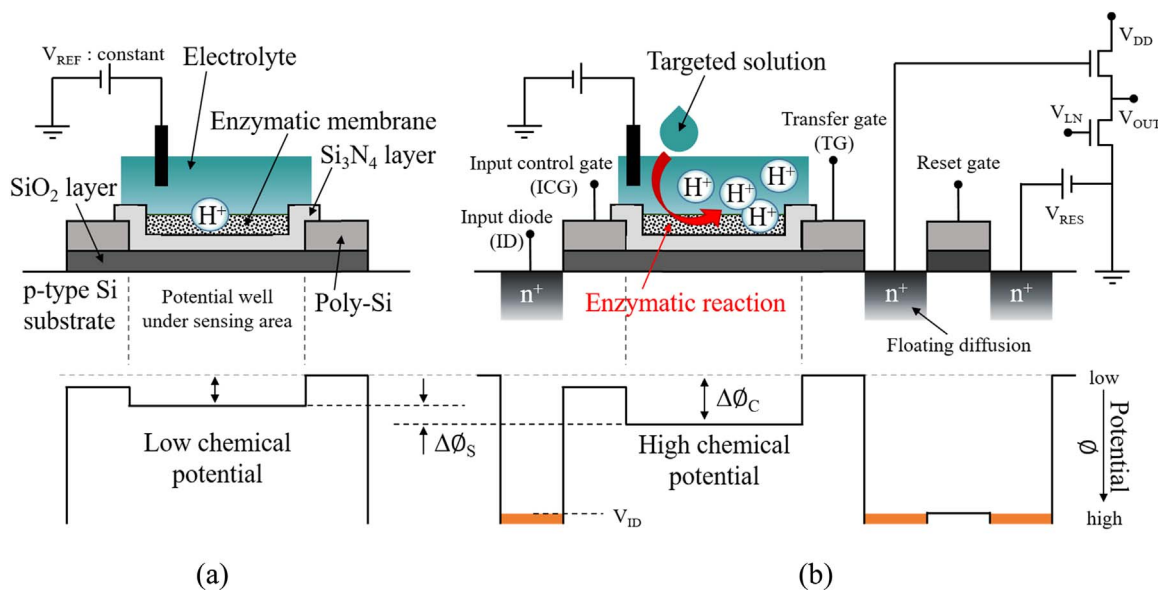 V_REF : constant
Electrolyte
Enzymatic membrane
Si₃N₄ layer
SiO₂ layer
H⁺
p-type Si
substrate
Potential well
under sensing area
Poly-Si
Low chemical
potential
ΔØ_S
(a)
Targeted solution
V_DD
V_LN
V_OUT
Transfer gate
(TG)
Input control gate
(ICG)
Reset gate
Input diode
(ID)
H⁺
H⁺
H⁺
H⁺
V_RES
n⁺
Enzymatic reaction
n⁺
n⁺
Floating diffusion
ΔØ_C
High chemical
potential
V_ID
low
Potential
Ø
high
(b)